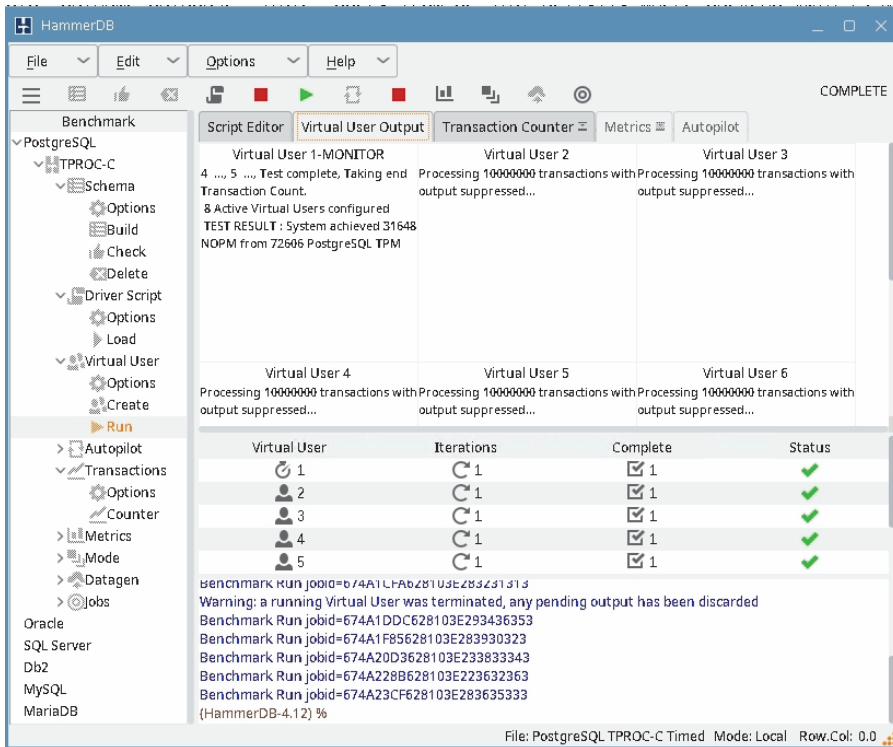 HammerDB
File Edit Options Help
COMPLETE
Benchmark
PostgreSQL
TPROC-C
Schema
Options
Build
Check
Delete
Driver Script
Options
Load
Virtual User
Options
Create
Run
Autopilot
Transactions
Options
Counter
Metrics
Mode
Datagen
Jobs
Oracle
SQL Server
Db2
MySQL
MariaDB
Script Editor Virtual User Output Transaction Counter Metrics Autopilot
Virtual User 1-MONITOR
4 ..., 5 ..., Test complete, Taking end
Transaction Count.
8 Active Virtual Users configured
TEST RESULT : System achieved 31648
NOPM from 72606 PostgreSQL TPM
Virtual User 2
Processing 10000000 transactions with
output suppressed...
Virtual User 3
Processing 10000000 transactions with
output suppressed...
Virtual User 4
Processing 10000000 transactions with
output suppressed...
Virtual User 5
Processing 10000000 transactions with
output suppressed...
Virtual User 6
Processing 10000000 transactions with
output suppressed...
Virtual User Iterations Complete Status
1 1 1
2 1 1
3 1 1
4 1 1
5 1 1
Benchmark Run jobid=674A1CFA628103E283231313
Warning: a running Virtual User was terminated, any pending output has been discarded
Benchmark Run jobid=674A1DDC628103E293436353
Benchmark Run jobid=674A1F85628103E283930323
Benchmark Run jobid=674A20D3628103E233833343
Benchmark Run jobid=674A228B628103E223632363
Benchmark Run jobid=674A23CF628103E283635333
(HammerDB-4.12) %
File: PostgreSQL TPROC-C Timed Mode: Local Row.Col: 0.0